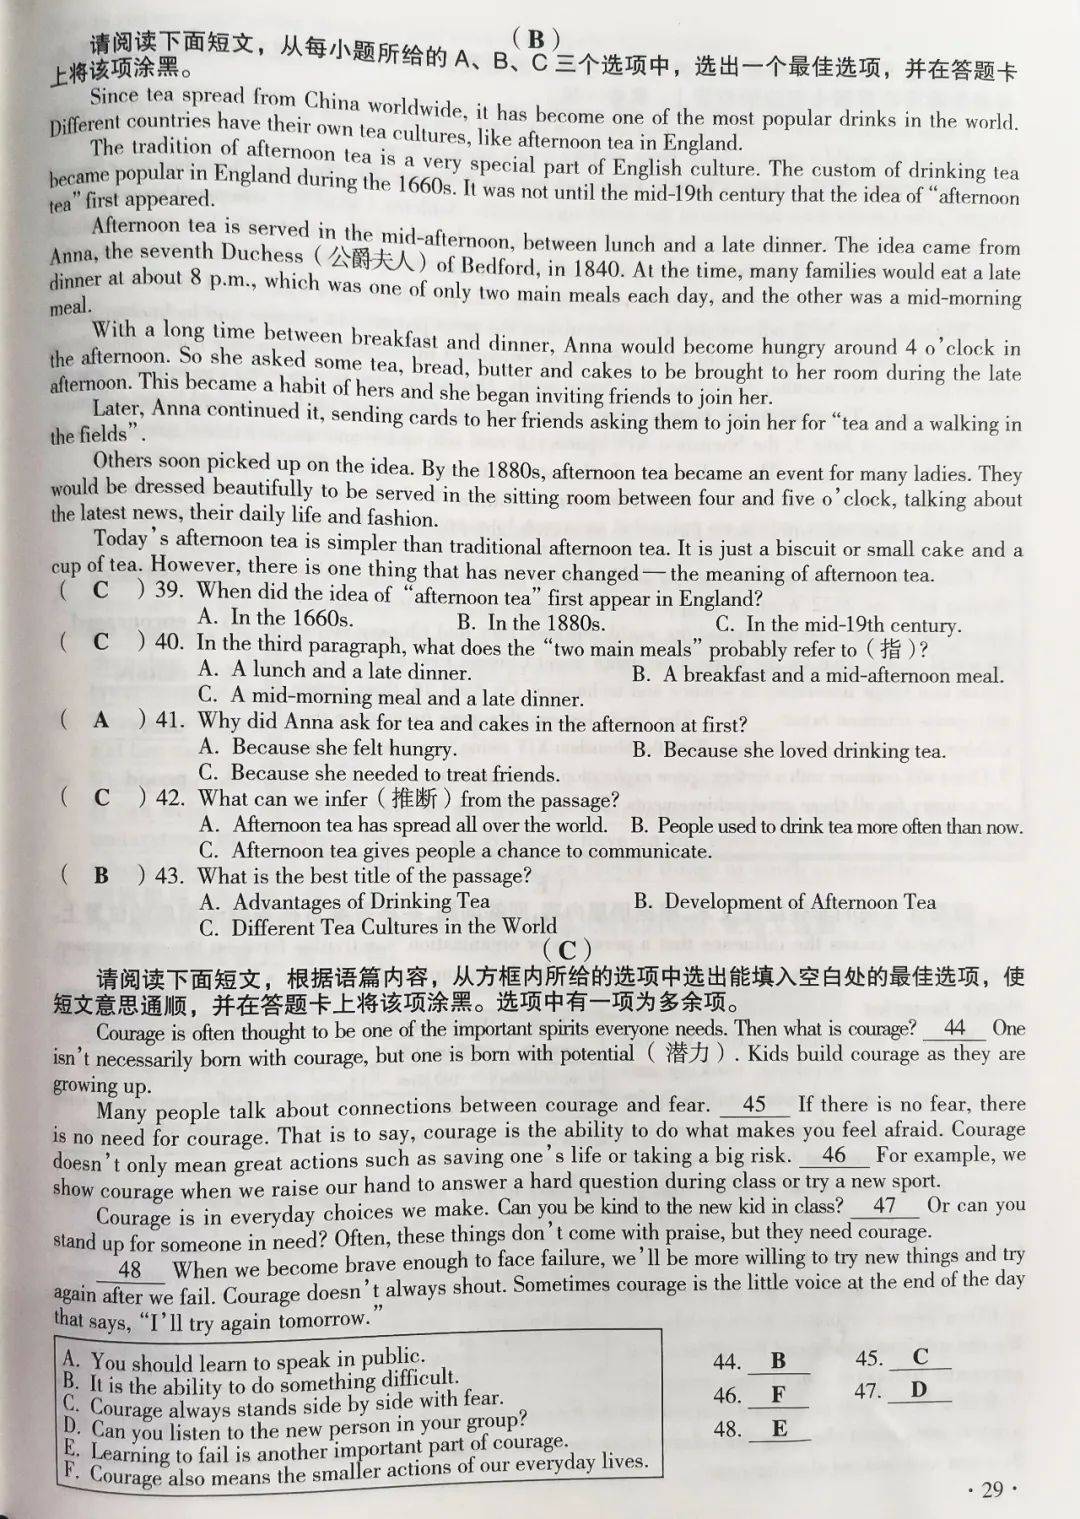 (B)
请阅读下面短文，从每小题所给的 A、B、C 三个选项中，选出一个最佳选项，并在答题卡
上将该项涂黑。
Since tea spread from China worldwide, it has become one of the most popular drinks in the world.
Different countries have their own tea cultures, like afternoon tea in England.
The tradition of afternoon tea is a very special part of English culture. The custom of drinking tea
became popular in England during the 1660s. It was not until the mid-19th century that the idea of “afternoon
tea” first appeared.
Afternoon tea is served in the mid-afternoon, between lunch and a late dinner. The idea came from
Anna, the seventh Duchess（公爵夫人）of Bedford, in 1840. At the time, many families would eat a late
dinner at about 8 p.m., which was one of only two main meals each day, and the other was a mid-morning
meal.
With a long time between breakfast and dinner, Anna would become hungry around 4 o’clock in
the afternoon. So she asked some tea, bread, butter and cakes to be brought to her room during the late
afternoon. This became a habit of hers and she began inviting friends to join her.
Later, Anna continued it, sending cards to her friends asking them to join her for “tea and a walking in
the fields”.
Others soon picked up on the idea. By the 1880s, afternoon tea became an event for many ladies. They
would be dressed beautifully to be served in the sitting room between four and five o’clock, talking about
the latest news, their daily life and fashion.
Today’s afternoon tea is simpler than traditional afternoon tea. It is just a biscuit or small cake and a
cup of tea. However, there is one thing that has never changed — the meaning of afternoon tea.
( C ) 39. When did the idea of “afternoon tea” first appear in England?
A. In the 1660s. B. In the 1880s. C. In the mid-19th century.
( C ) 40. In the third paragraph, what does the “two main meals” probably refer to（指）?
A. A lunch and a late dinner. B. A breakfast and a mid-afternoon meal.
C. A mid-morning meal and a late dinner.
( A ) 41. Why did Anna ask for tea and cakes in the afternoon at first?
A. Because she felt hungry. B. Because she loved drinking tea.
C. Because she needed to treat friends.
( C ) 42. What can we infer（推断）from the passage?
A. Afternoon tea has spread all over the world. B. People used to drink tea more often than now.
C. Afternoon tea gives people a chance to communicate.
( B ) 43. What is the best title of the passage?
A. Advantages of Drinking Tea B. Development of Afternoon Tea
C. Different Tea Cultures in the World
(C)
请阅读下面短文，根据语篇内容，从方框内所给的选项中选出能填入空白处的最佳选项，使
短文意思通顺，并在答题卡上将该项涂黑。选项中有一项为多余项。
Courage is often thought to be one of the important spirits everyone needs. Then what is courage? 44 One
isn’t necessarily born with courage, but one is born with potential（潜力）. Kids build courage as they are
growing up.
Many people talk about connections between courage and fear. 45 If there is no fear, there
is no need for courage. That is to say, courage is the ability to do what makes you feel afraid. Courage
doesn’t only mean great actions such as saving one’s life or taking a big risk. 46 For example, we
show courage when we raise our hand to answer a hard question during class or try a new sport.
Courage is in everyday choices we make. Can you be kind to the new kid in class? 47 Or can you
stand up for someone in need? Often, these things don’t come with praise, but they need courage.
48 When we become brave enough to face failure, we’ll be more willing to try new things and try
again after we fail. Courage doesn’t always shout. Sometimes courage is the little voice at the end of the day
that says, “I’ll try again tomorrow.”
A. You should learn to speak in public.
B. It is the ability to do something difficult.
C. Courage always stands side by side with fear.
D. Can you listen to the new person in your group?
E. Learning to fail is another important part of courage.
F. Courage also means the smaller actions of our everyday lives.
44. B 45. C
46. F 47. D
48. E
· 29 ·